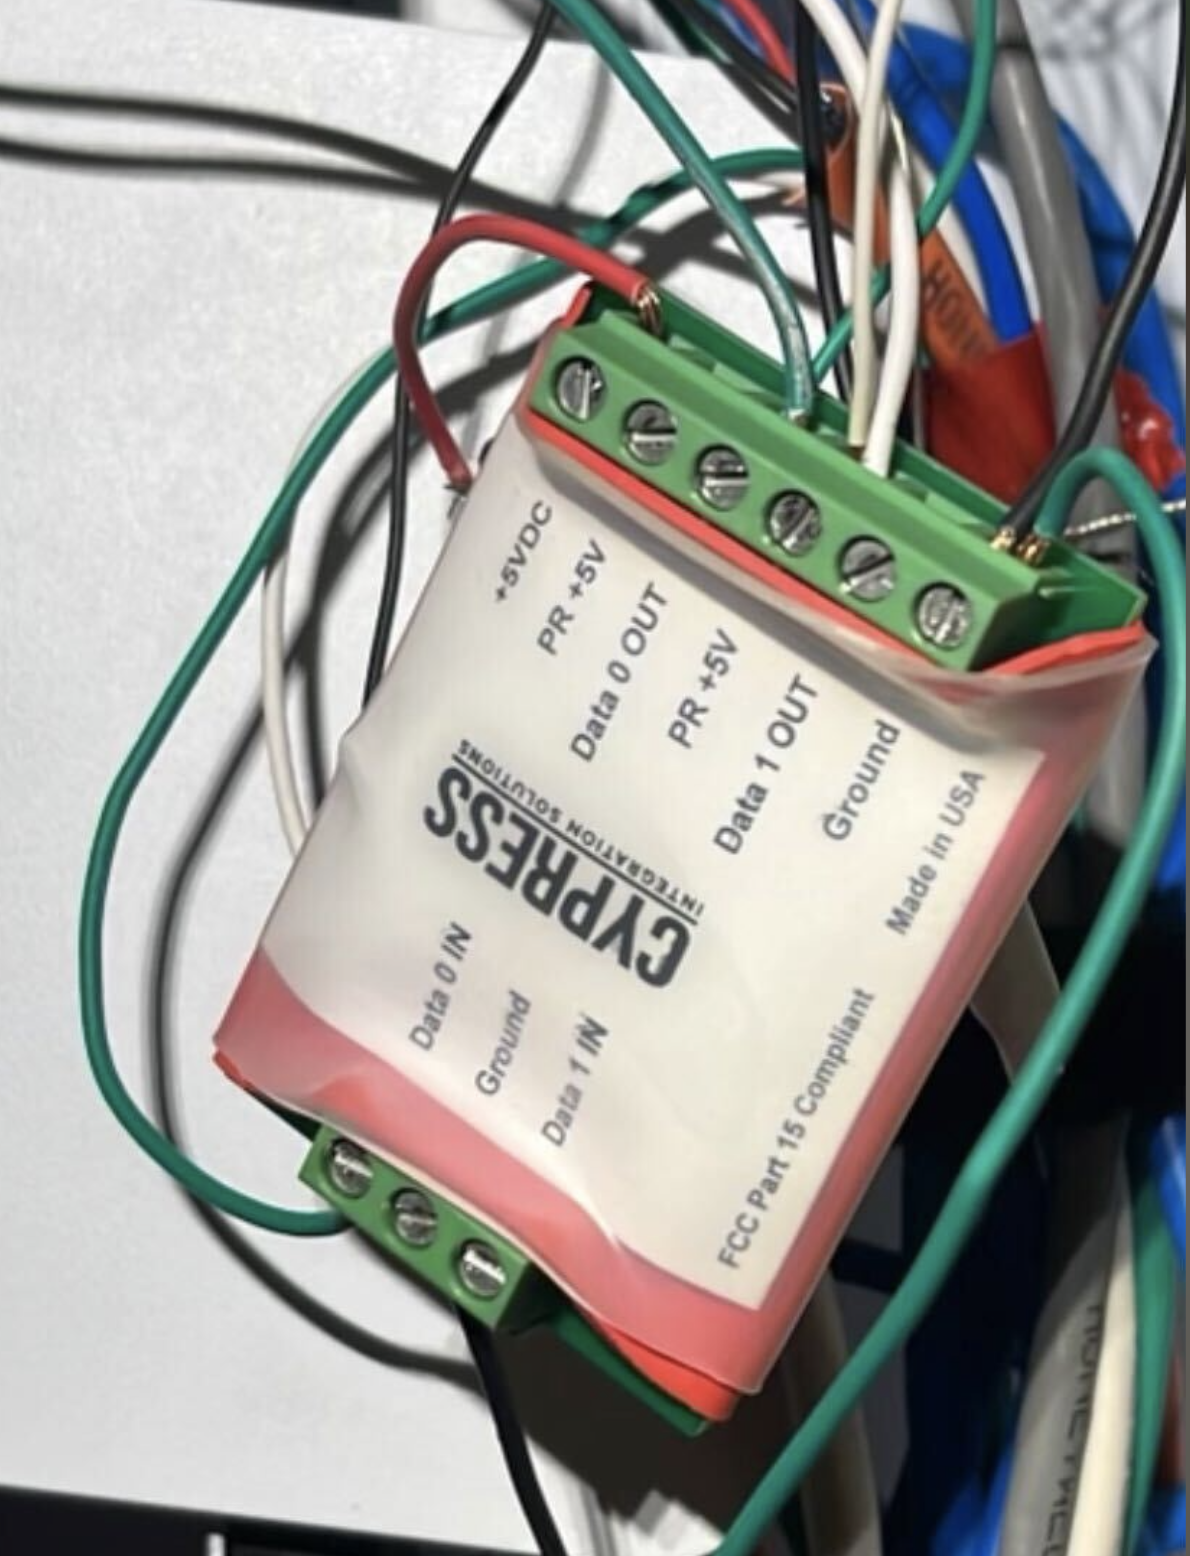 +5VDC
PR +5V
Data 0 OUT
PR +5V
Data 1 OUT
Ground
Made in USA
CYPRESS
INTEGRATION SOLUTIONS
Data 0 IN
Ground
Data 1 IN
FCC Part 15 Compliant